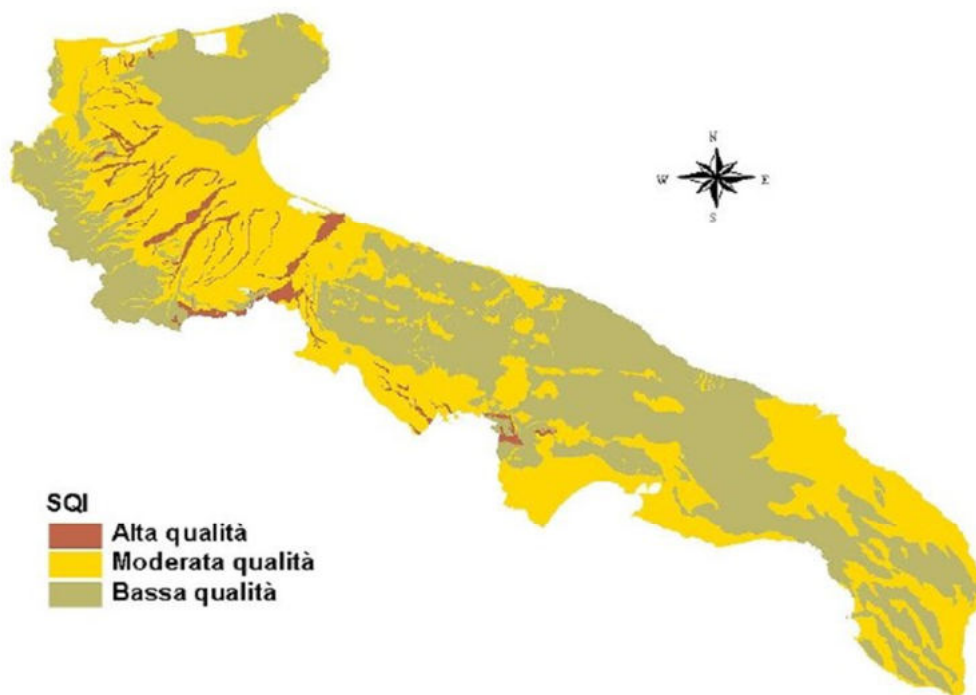 N
W E
S
SQI
Alta qualità
Moderata qualità
Bassa qualità